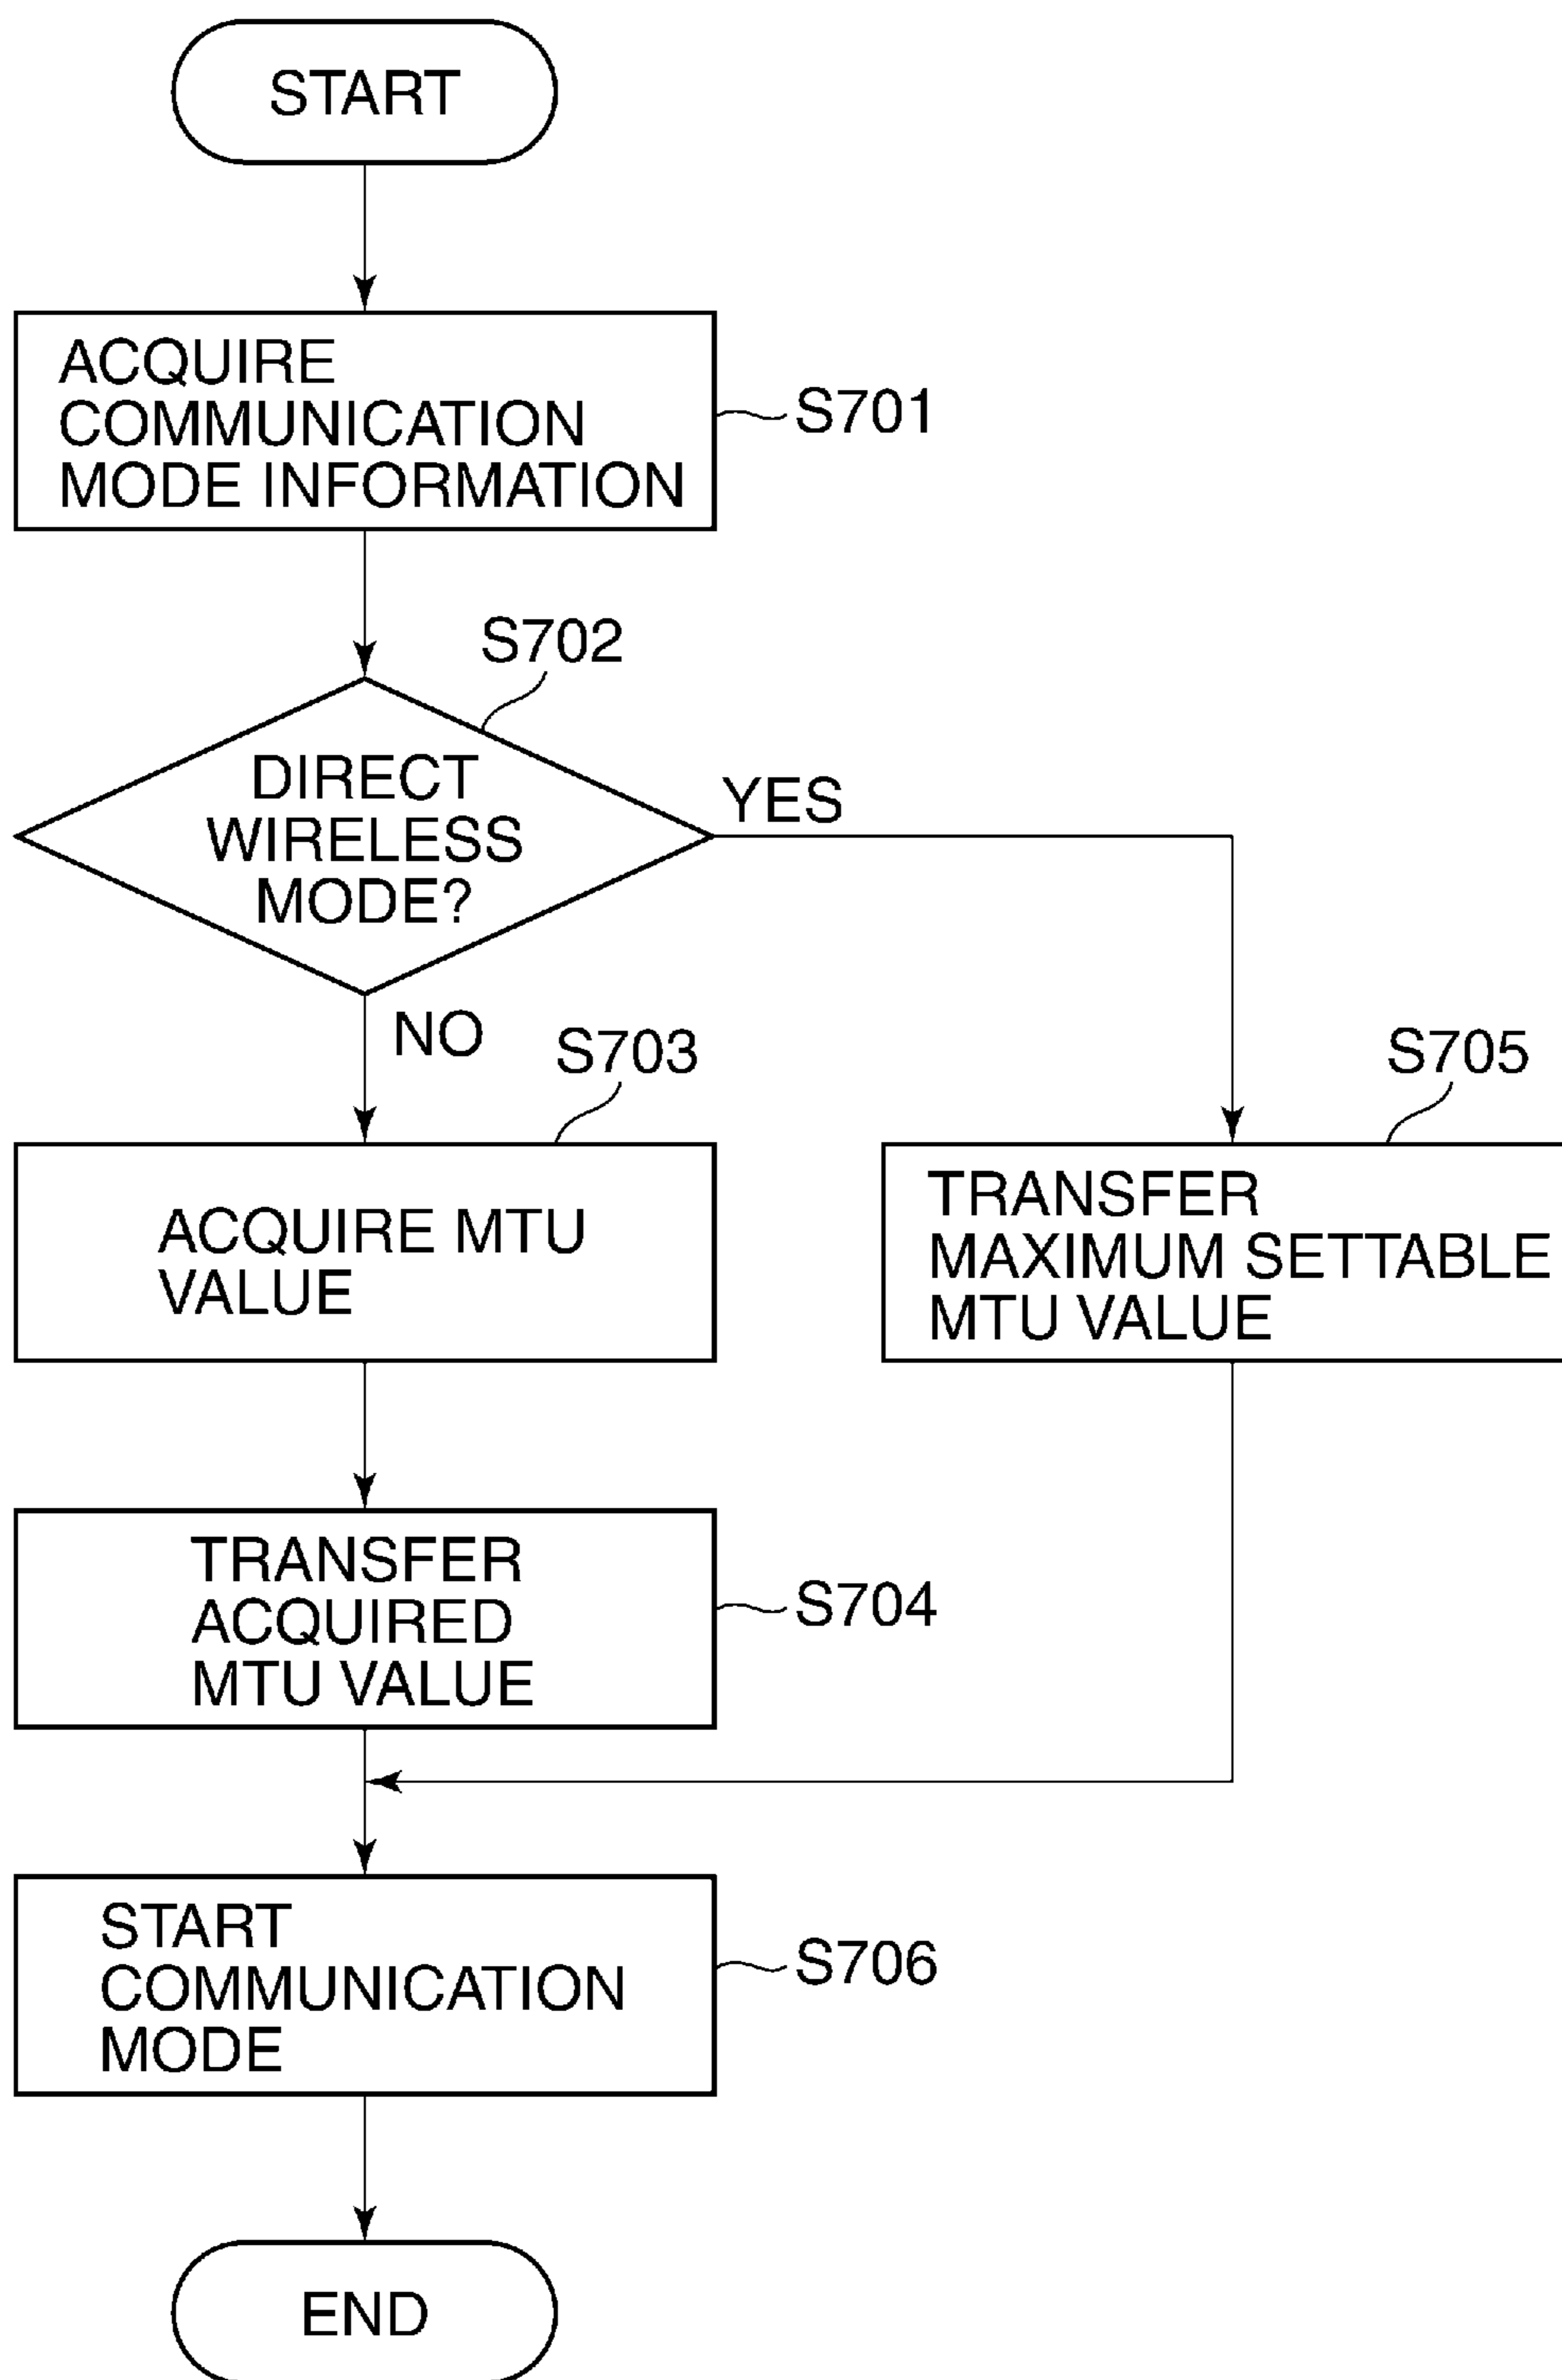 START
ACQUIRE
COMMUNICATION
MODE INFORMATION
S701
S702
DIRECT
WIRELESS
MODE?
YES
NO
S703
S705
ACQUIRE MTU
VALUE
TRANSFER
MAXIMUM SETTABLE
MTU VALUE
TRANSFER
ACQUIRED
MTU VALUE
S704
START
COMMUNICATION
MODE
S706
END